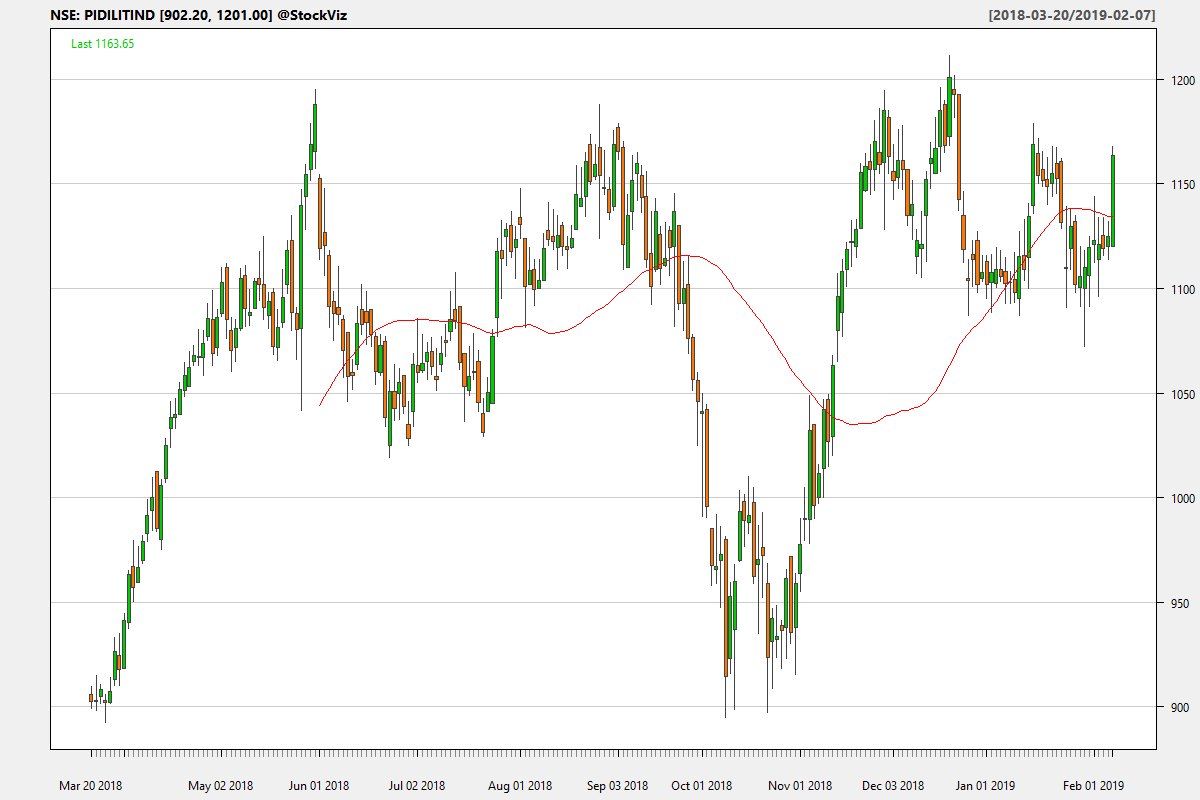 NSE: PIDILITIND [902.20, 1201.00] @StockViz [2018-03-20/2019-02-07]
Last 1163.65
1200
1150
1100
1050
1000
950
900
Mar 20 2018 May 02 2018 Jun 01 2018 Jul 02 2018 Aug 01 2018 Sep 03 2018 Oct 01 2018 Nov 01 2018 Dec 03 2018 Jan 01 2019 Feb 01 2019